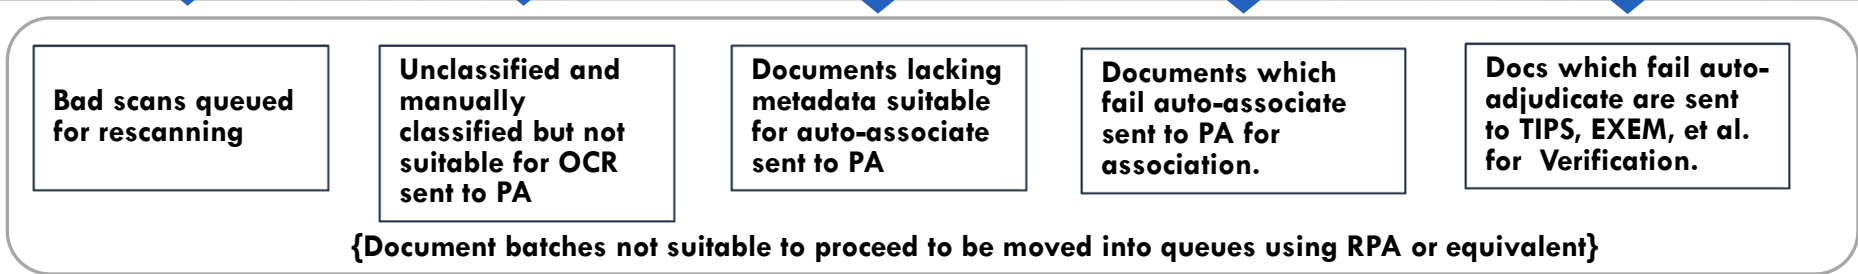 Bad scans queued
for rescanning
Unclassified and
manually
classified but not
suitable for OCR
sent to PA
Documents lacking
metadata suitable
for auto-associate
sent to PA
Documents which
fail auto-associate
sent to PA for
association.
Docs which fail auto-
adjudicate are sent
to TIPS, EXEM, et al.
for  Verification.
{Document batches not suitable to proceed to be moved into queues using RPA or equivalent}